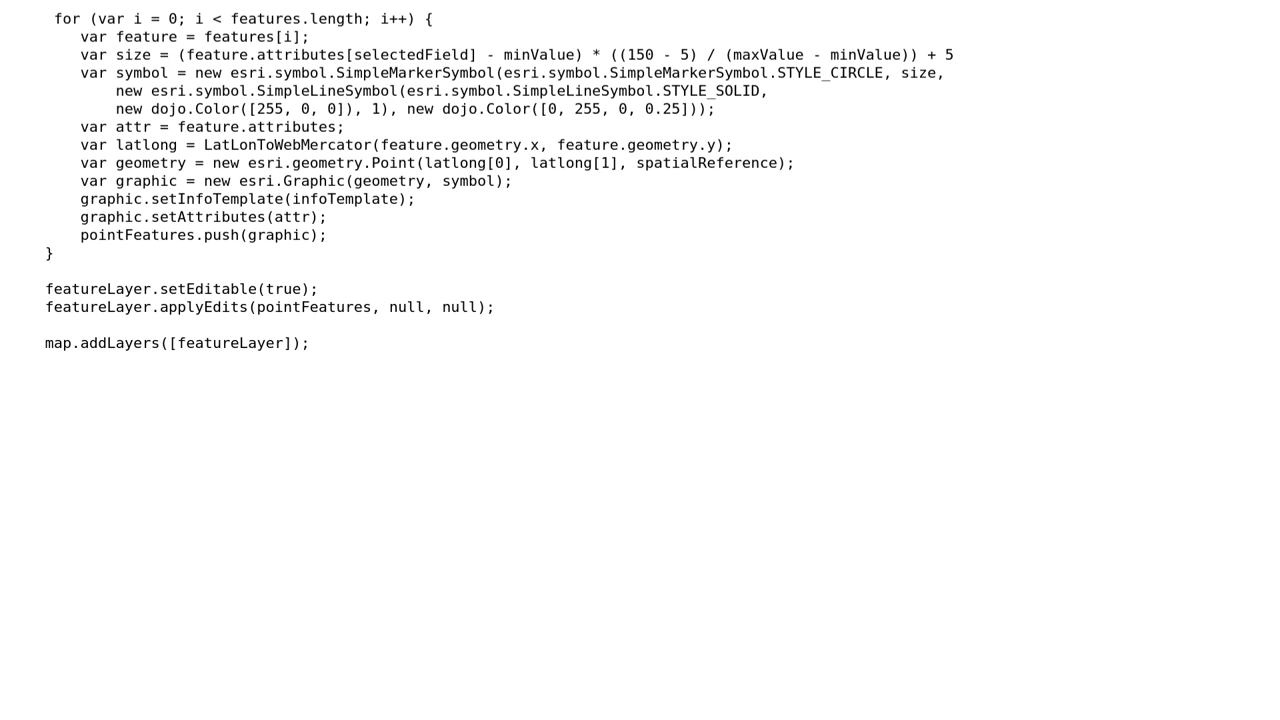 for (var i = 0; i < features.length; i++) {
    var feature = features[i];
    var size = (feature.attributes[selectedField] - minValue) * ((150 - 5) / (maxValue - minValue)) + 5
    var symbol = new esri.symbol.SimpleMarkerSymbol(esri.symbol.SimpleMarkerSymbol.STYLE_CIRCLE, size,
        new esri.symbol.SimpleLineSymbol(esri.symbol.SimpleLineSymbol.STYLE_SOLID,
        new dojo.Color([255, 0, 0]), 1), new dojo.Color([0, 255, 0, 0.25]));
    var attr = feature.attributes;
    var latlong = LatLonToWebMercator(feature.geometry.x, feature.geometry.y);
    var geometry = new esri.geometry.Point(latlong[0], latlong[1], spatialReference);
    var graphic = new esri.Graphic(geometry, symbol);
    graphic.setInfoTemplate(infoTemplate);
    graphic.setAttributes(attr);
    pointFeatures.push(graphic);
}

featureLayer.setEditable(true);
featureLayer.applyEdits(pointFeatures, null, null);

map.addLayers([featureLayer]);